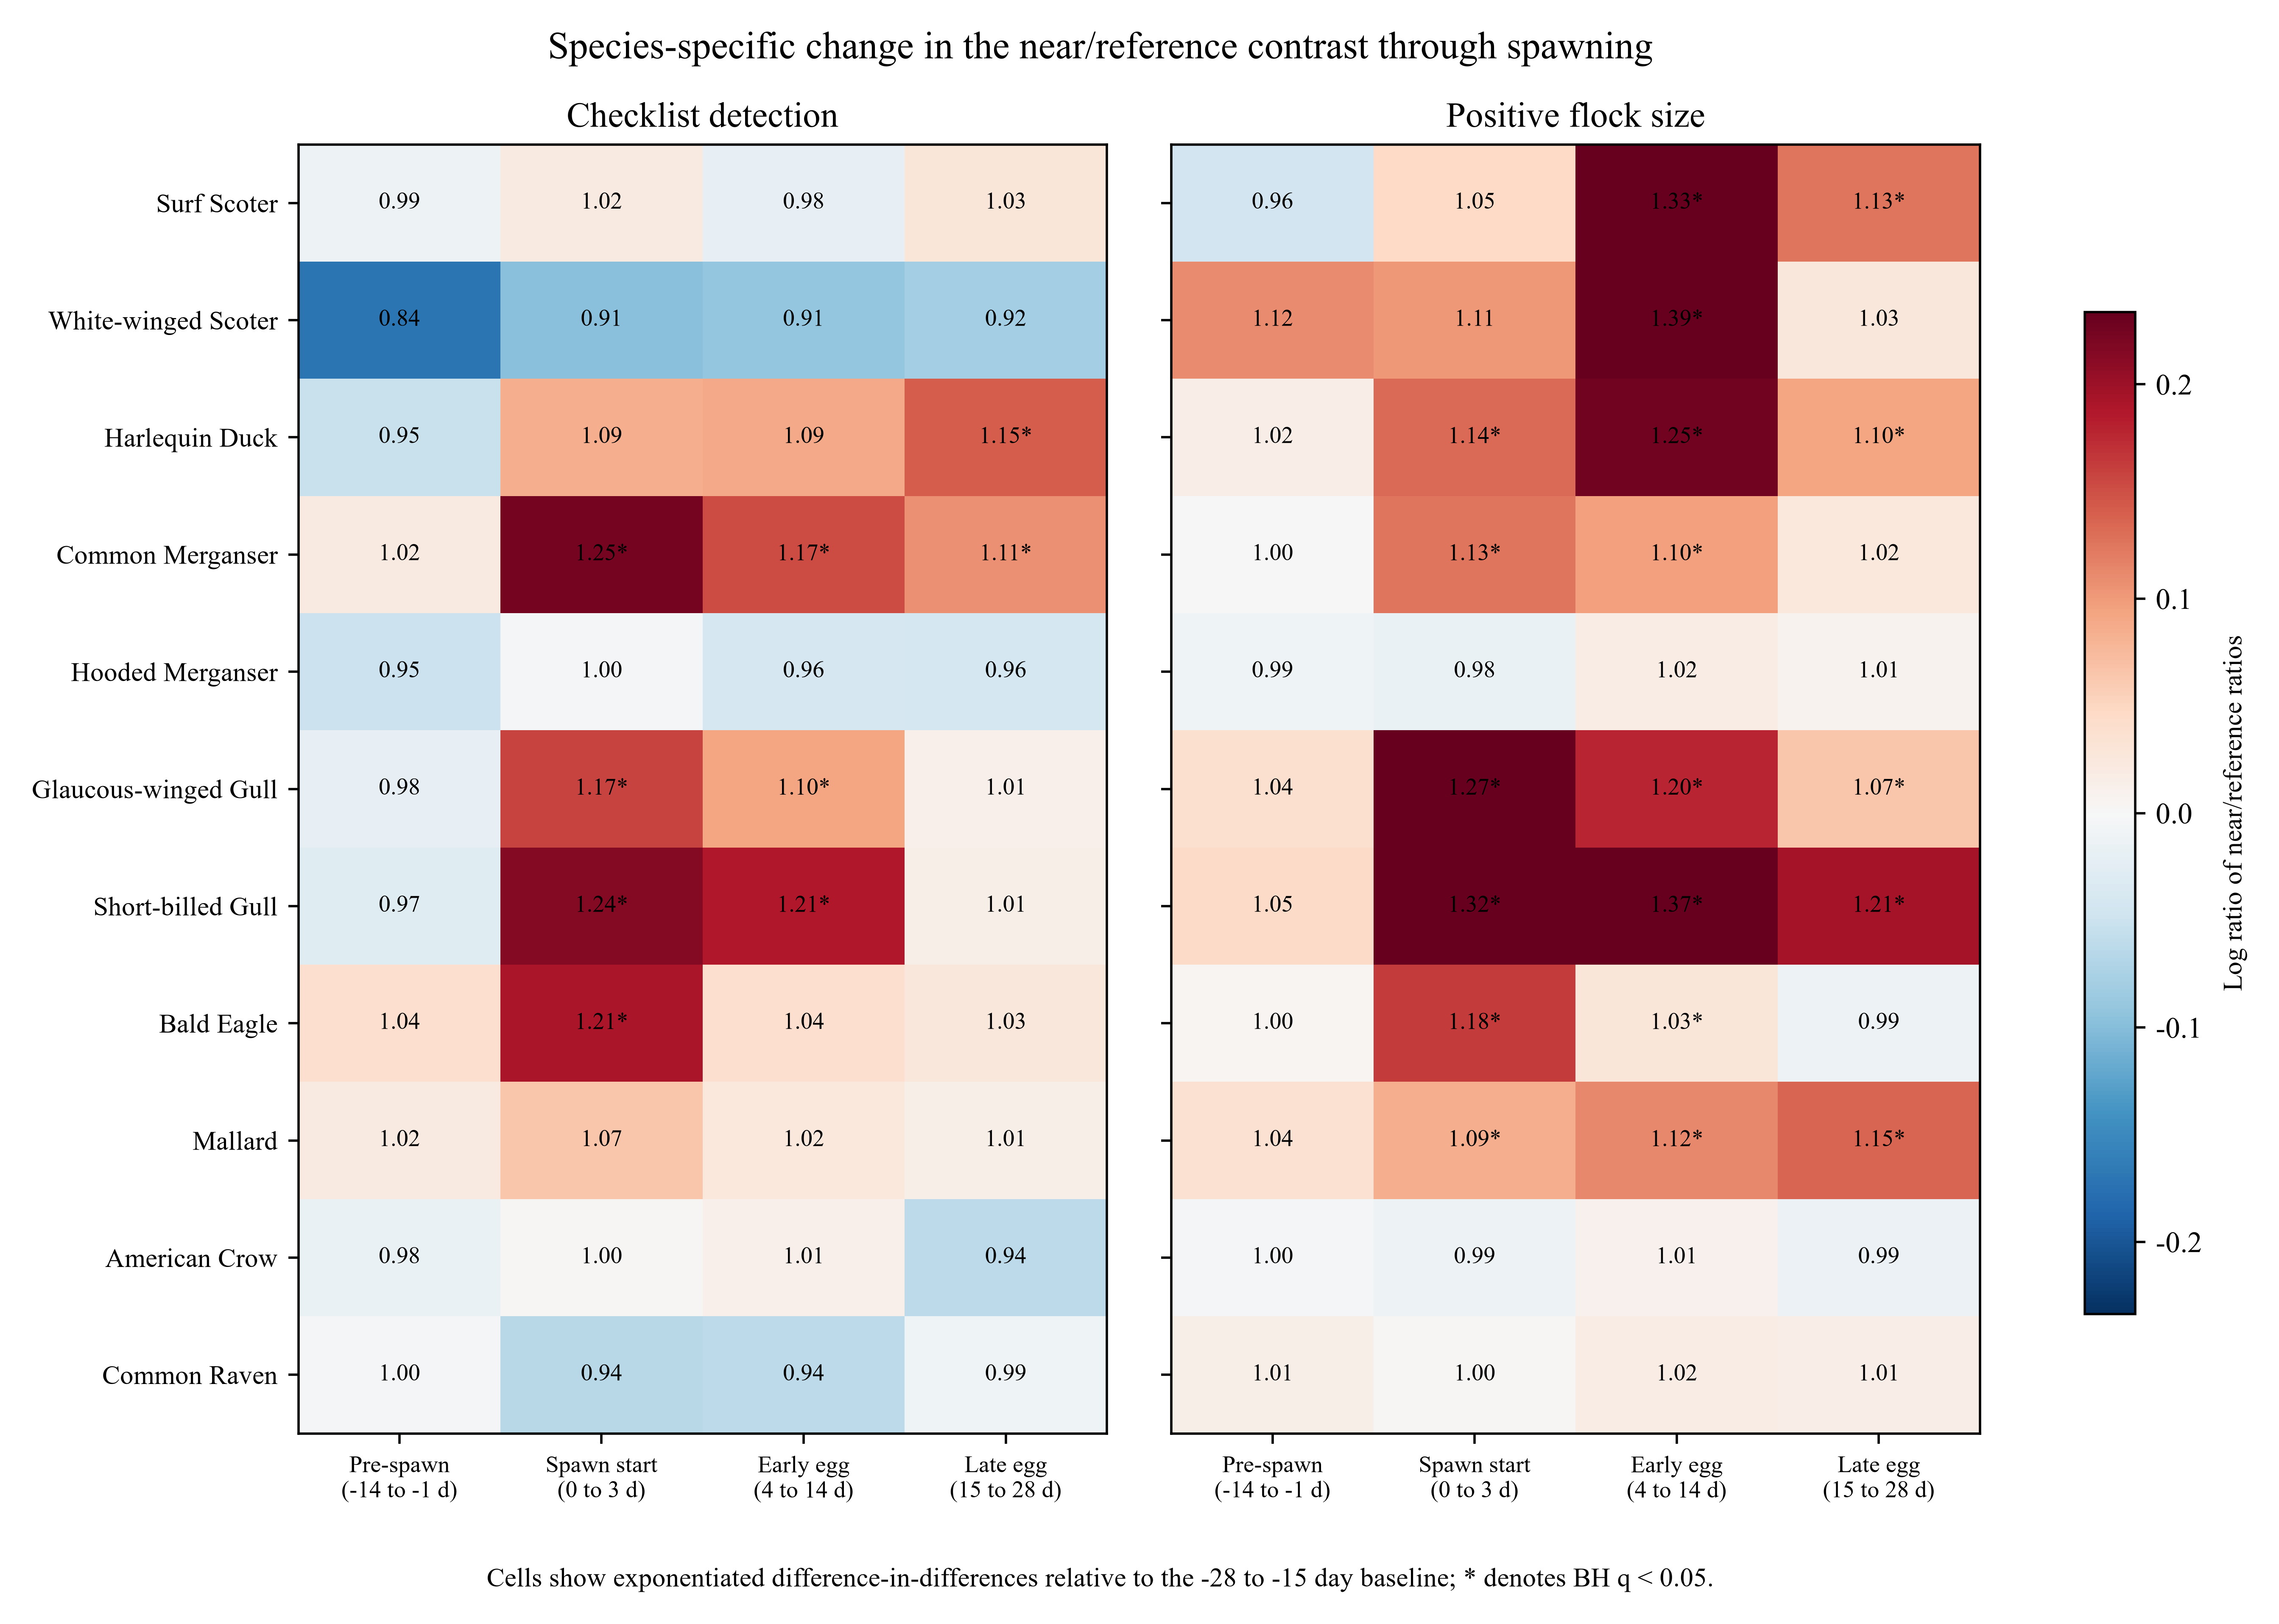 Species-specific change in the near/reference contrast through spawning
Checklist detection
Positive flock size
Surf Scoter 0.99 1.02 0.98 1.03 0.96 1.05 1.33* 1.13*
White-winged Scoter 0.84 0.91 0.91 0.92 1.12 1.11 1.39* 1.03
Harlequin Duck 0.95 1.09 1.09 1.15* 1.02 1.14* 1.25* 1.10*
Common Merganser 1.02 1.25* 1.17* 1.11* 1.00 1.13* 1.10* 1.02
Hooded Merganser 0.95 1.00 0.96 0.96 0.99 0.98 1.02 1.01
Glaucous-winged Gull 0.98 1.17* 1.10* 1.01 1.04 1.27* 1.20* 1.07*
Short-billed Gull 0.97 1.24* 1.21* 1.01 1.05 1.32* 1.37* 1.21*
Bald Eagle 1.04 1.21* 1.04 1.03 1.00 1.18* 1.03* 0.99
Mallard 1.02 1.07 1.02 1.01 1.04 1.09* 1.12* 1.15*
American Crow 0.98 1.00 1.01 0.94 1.00 0.99 1.01 0.99
Common Raven 1.00 0.94 0.94 0.99 1.01 1.00 1.02 1.01
Pre-spawn Spawn start Early egg Late egg Pre-spawn Spawn start Early egg Late egg
(-14 to -1 d) (0 to 3 d) (4 to 14 d) (15 to 28 d) (-14 to -1 d) (0 to 3 d) (4 to 14 d) (15 to 28 d)
0.2
0.1
0.0
-0.1
-0.2
Log ratio of near/reference ratios
Cells show exponentiated difference-in-differences relative to the -28 to -15 day baseline; * denotes BH q < 0.05.